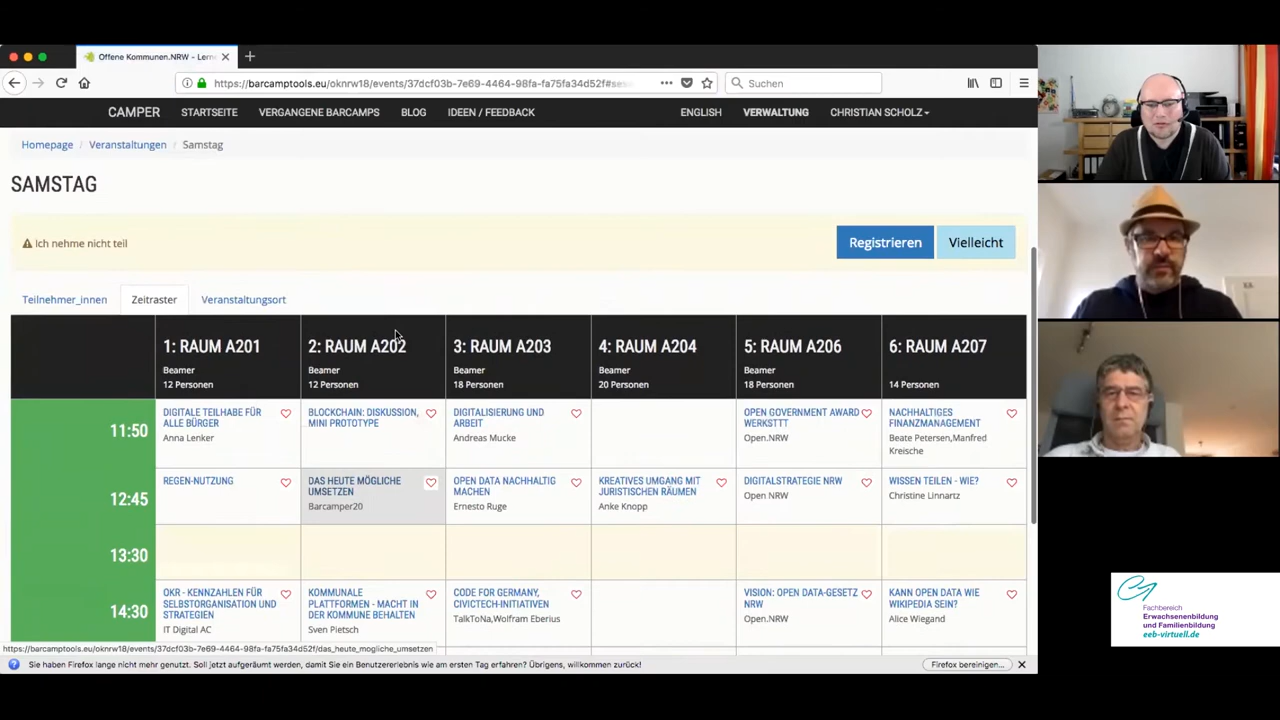 Offene Kommunen.NRW - Lerne
https://barcamptools.eu/oknrw18/events/37dcf03b-7e69-4464-98fa-fa75fa34d52f#ses
Suchen
CAMPER
STARTSEITE
VERGANGENE BARCAMPS
BLOG
IDEEN / FEEDBACK
ENGLISH
VERWALTUNG
CHRISTIAN SCHOLZ
Homepage / Veranstaltungen / Samstag
SAMSTAG
Ich nehme nicht teil
Registrieren
Vielleicht
Teilnehmer_innen
Zeitraster
Veranstaltungsort
1: RAUM A201
Beamer
12 Personen
2: RAUM A202
Beamer
12 Personen
3: RAUM A203
Beamer
18 Personen
4: RAUM A204
Beamer
20 Personen
5: RAUM A206
Beamer
18 Personen
6: RAUM A207
14 Personen
11:50
DIGITALE TEILHABE FÜR
ALLE BÜRGER
Anna Lenker
BLOCKCHAIN: DISKUSSION,
MINI PROTOTYPE
DIGITALISIERUNG UND
ARBEIT
Andreas Mucke
OPEN GOVERNMENT AWARD
WERKSTTT
Open.NRW
NACHHALTIGES
FINANZMANAGEMENT
Beate Petersen,Manfred
Kreische
12:45
REGEN-NUTZUNG
DAS HEUTE MÖGLICHE
UMSETZEN
Barcamper20
OPEN DATA NACHHALTIG
MACHEN
Ernesto Ruge
KREATIVES UMGANG MIT
JURISTISCHEN RÄUMEN
Anke Knopp
DIGITALSTRATEGIE NRW
Open NRW
WISSEN TEILEN - WIE?
Christine Linnartz
13:30
14:30
OKR - KENNZAHLEN FÜR
SELBSTORGANISATION UND
STRATEGIEN
IT Digital AC
KOMMUNALE
PLATTFORMEN - MACHT IN
DER KOMMUNE BEHALTEN
Sven Pietsch
CODE FOR GERMANY,
CIVICTECH-INITIATIVEN
TalkToNa,Wolfram Eberius
VISION: OPEN DATA-GESETZ
NRW
Open.NRW
KANN OPEN DATA WIE
WIKIPEDIA SEIN?
Alice Wiegand
https://barcamptools.eu/oknrw18/events/37dcf03b-7e69-4464-98fa-fa75fa34d52f/das_heute_mogliche_umsetzen
Sie haben Firefox lange nicht mehr genutzt. Soll jetzt aufgeräumt werden, damit Sie ein Benutzererlebnis wie am ersten Tag erfahren? Übrigens, willkommen zurück!
Firefox bereinigen...
Fachbereich
Erwachsenenbildung
und Familienbildung
eeb-virtuell.de